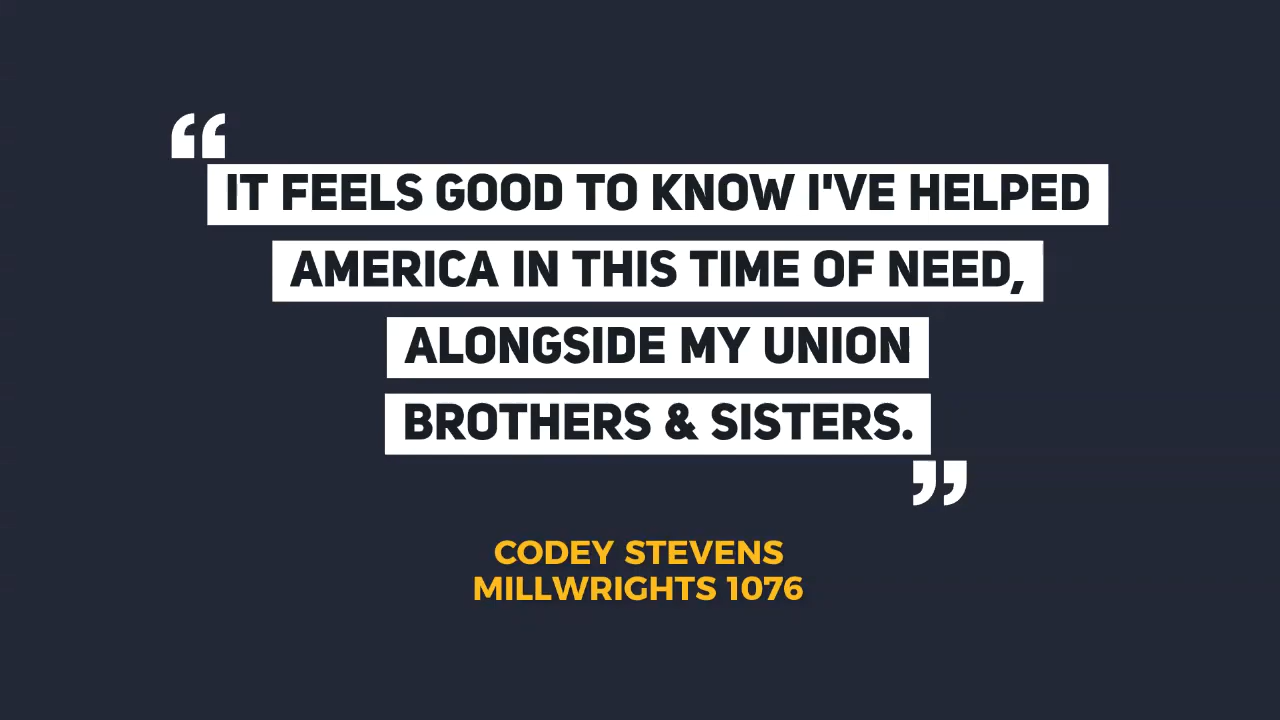 “
IT FEELS GOOD TO KNOW I'VE HELPED
AMERICA IN THIS TIME OF NEED,
ALONGSIDE MY UNION
BROTHERS & SISTERS.
”
CODEY STEVENS
MILLWRIGHTS 1076